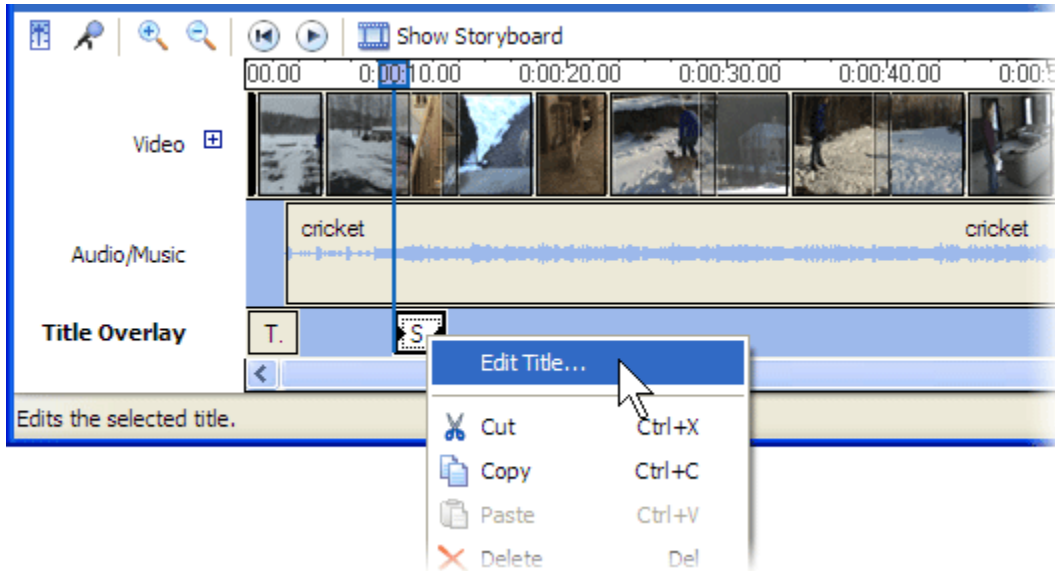 Show Storyboard
00.00 0:00:10.00 0:00:20.00 0:00:30.00 0:00:40.00 0:00:
Video
cricket cricket
Audio/Music
Title Overlay T. S
Edit Title...
Edits the selected title.
Cut Ctrl+X
Copy Ctrl+C
Paste Ctrl+V
Delete Del